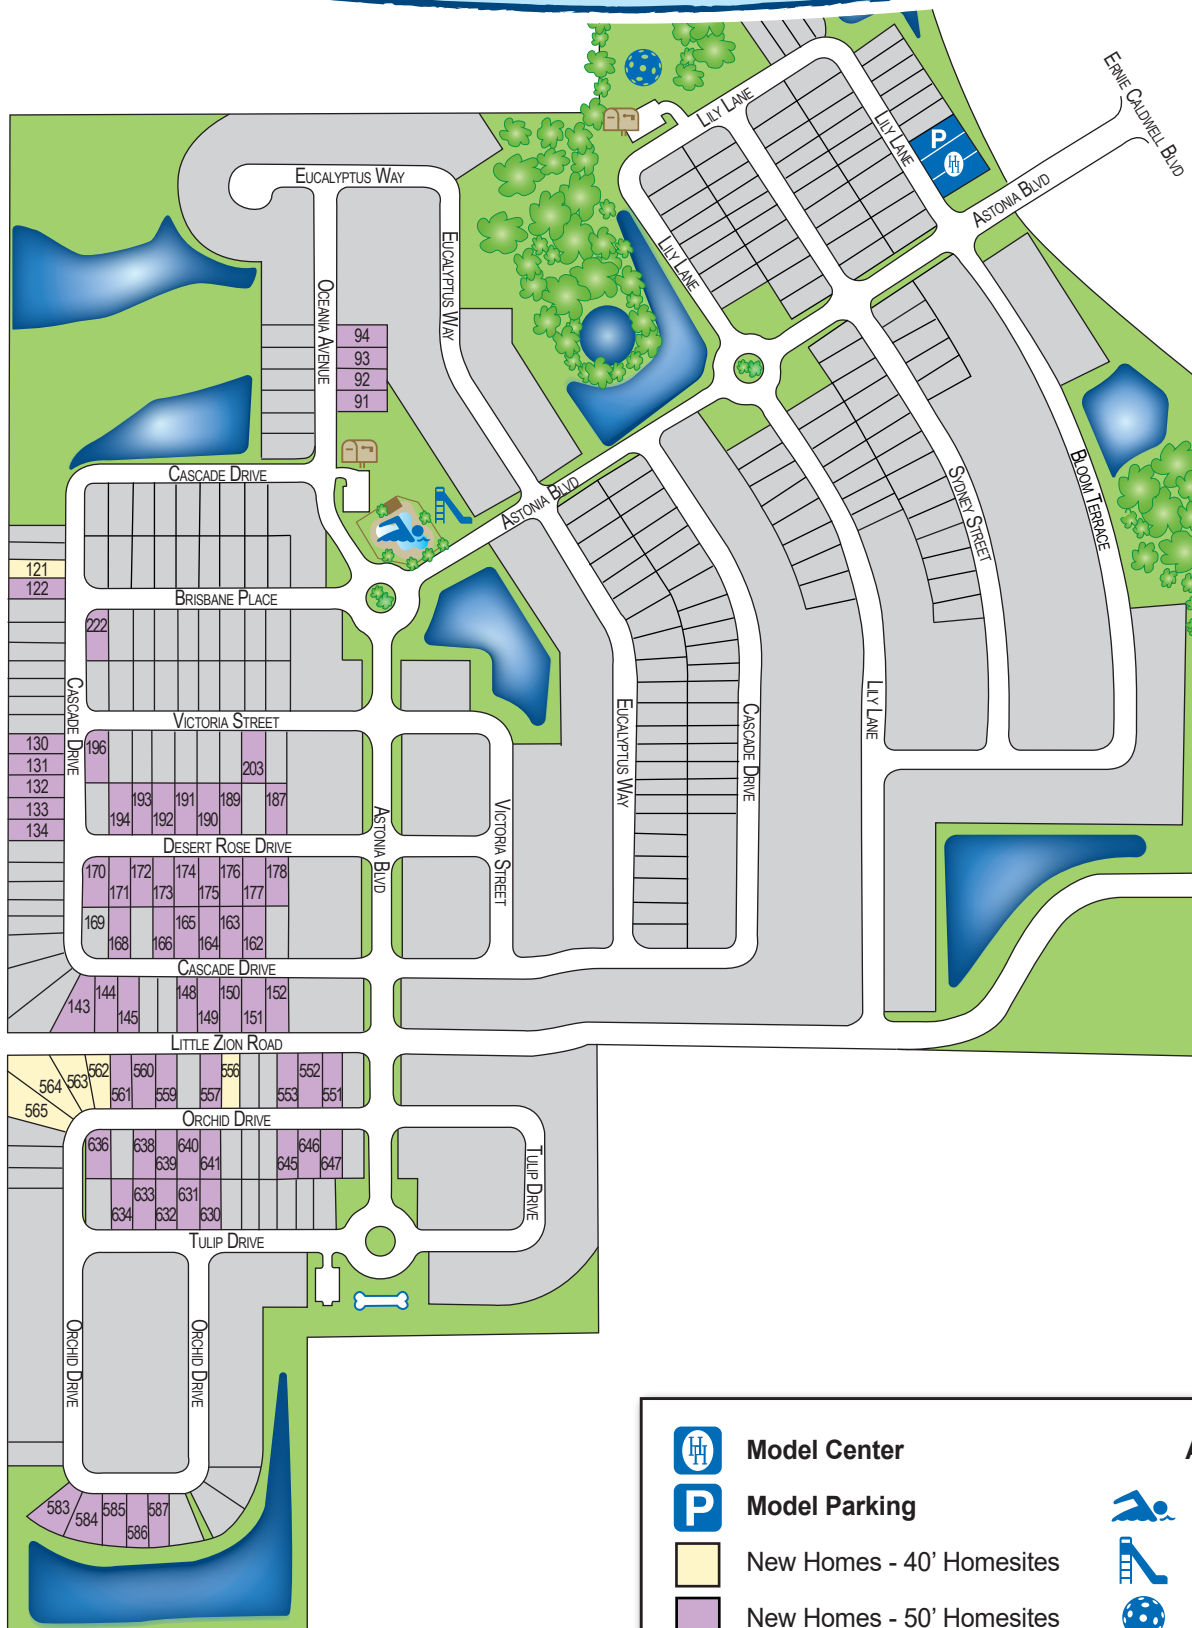 ERNIE CALDWELL BLVD
LILY LANE
LILY LANE
P
HH
ASTONIA BLVD
EUCALYPTUS WAY
EUCALYPTUS WAY
LILY LANE
OCEANIA AVENUE
94
93
92
91
CASCADE DRIVE
ASTONIA BLVD
SYDNEY STREET
BLOOM TERRACE
121
122
BRISBANE PLACE
222
CASCADE DRIVE
VICTORIA STREET
EUCALYPTUS WAY
CASCADE DRIVE
LILY LANE
130
131
132
133
134
196
203
193
191
189
187
194
192
190
ASTONIA BLVD
VICTORIA STREET
DESERT ROSE DRIVE
170
172
174
176
178
171
173
175
177
169
165
163
168
166
164
162
CASCADE DRIVE
143
144
148
150
152
145
149
151
LITTLE ZION ROAD
564
563
562
560
556
552
565
561
559
557
553
551
ORCHID DRIVE
636
638
640
646
639
641
645
647
TULIP DRIVE
633
631
634
632
630
TULIP DRIVE
ORCHID DRIVE
ORCHID DRIVE
583
584
585
586
587
HH
Model Center
A
P
Model Parking
New Homes - 40' Homesites
New Homes - 50' Homesites